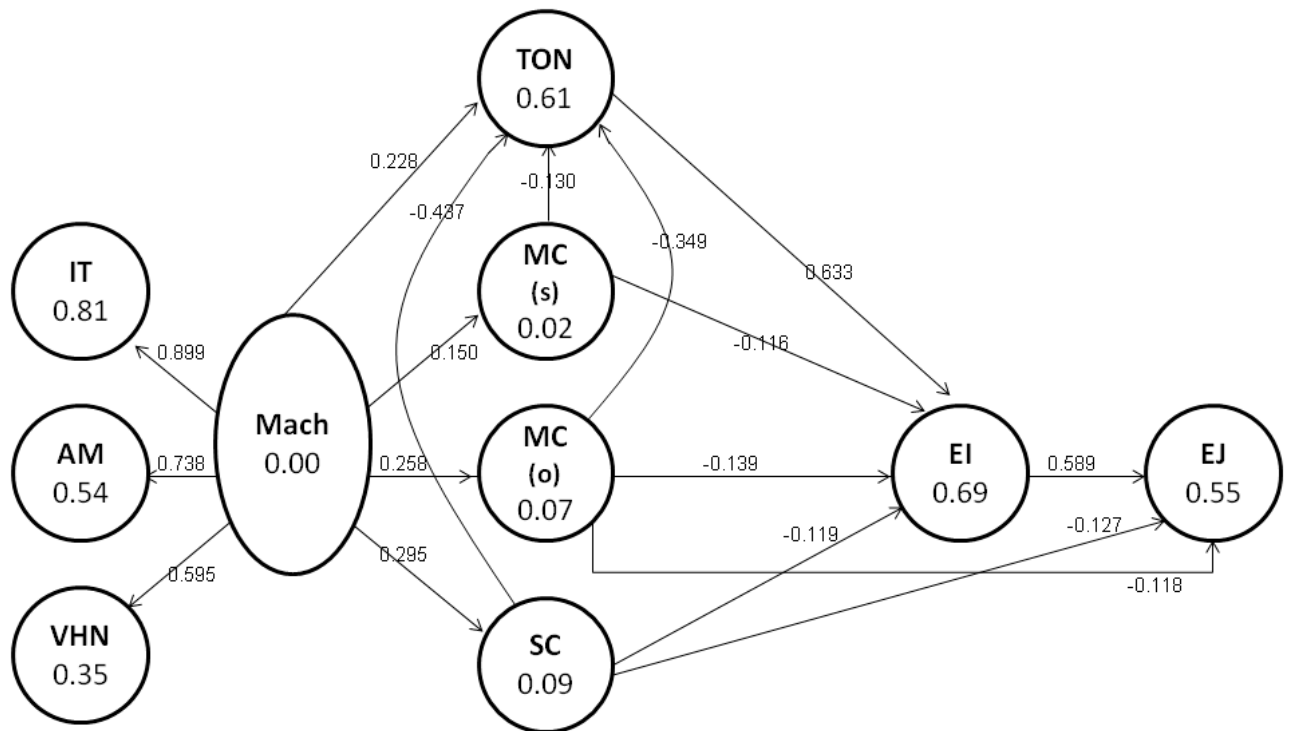 TON
0.61
0.228
-0.130
-0.437
IT
0.81
MC
(s)
0.02
-0.349
0.633
0.899
0.150
-0.116
Mach
0.00
AM
0.54
0.738
0.258
MC
(o)
0.07
-0.139
EI
0.69
0.589
EJ
0.55
0.595
0.295
-0.119
-0.127
-0.118
VHN
0.35
SC
0.09